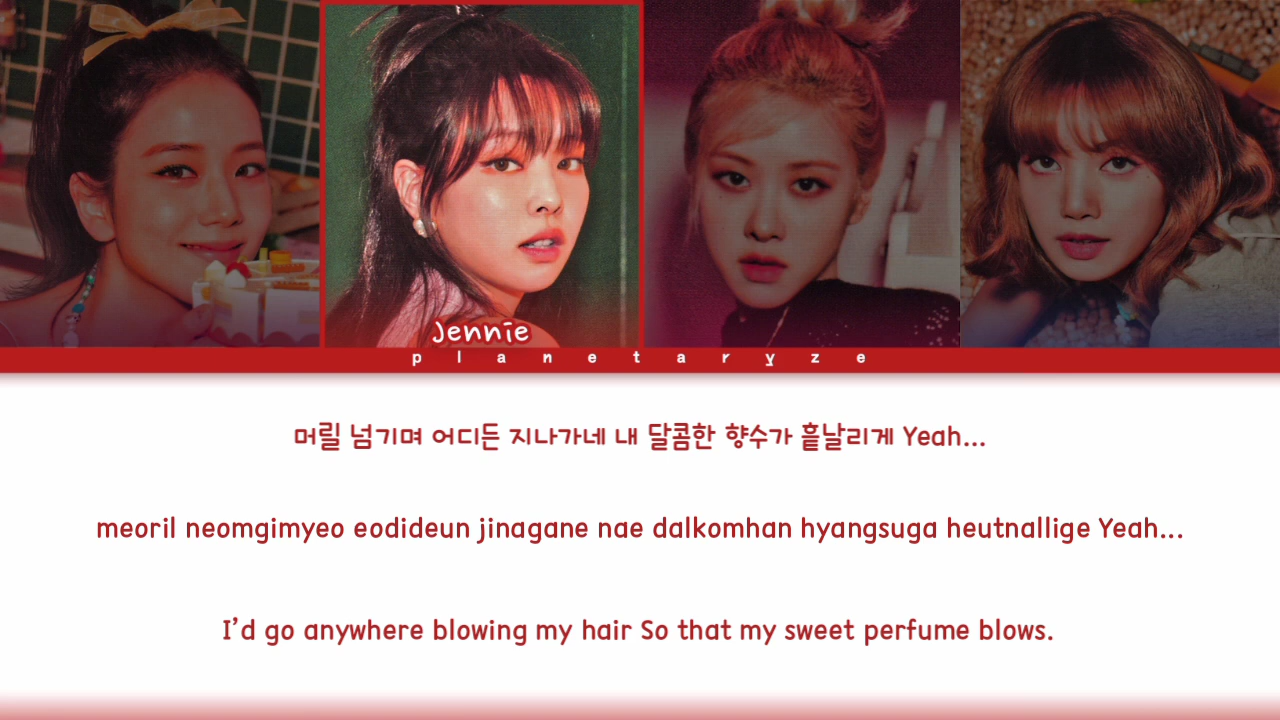 Jennie
planetaryze
머릴 넘기며 어디든 지나가네 내 달콤한 향수가 흩날리게 Yeah...
meoril neomgimyeo eodideun jinagane nae dalkomhan hyangsuga heutnallige Yeah...
I'd go anywhere blowing my hair So that my sweet perfume blows.